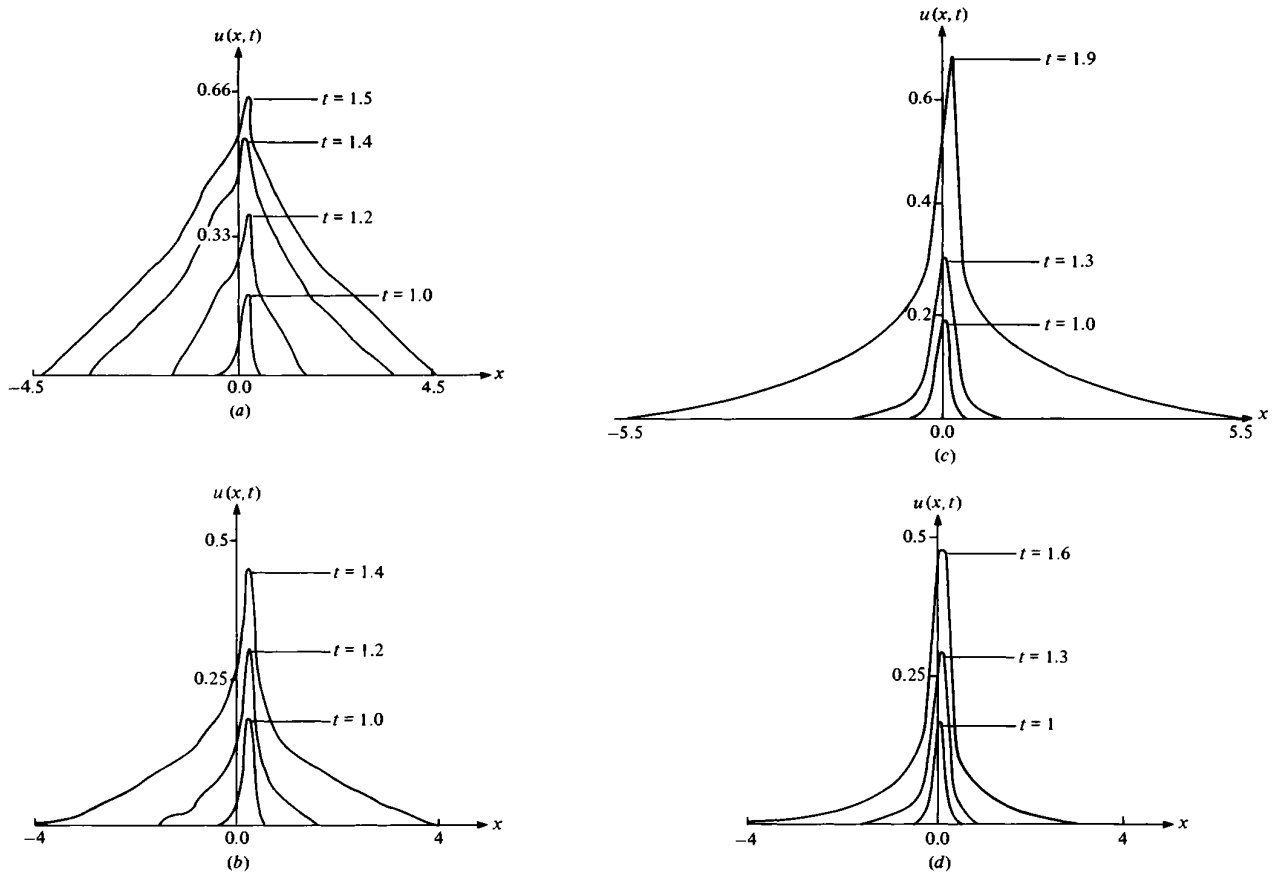 u(x, t)
0.66
t = 1.5
t = 1.4
t = 1.2
0.33
t = 1.0
−4.5 0.0 4.5 x
(a)
u(x, t)
t = 1.9
0.6
0.4
t = 1.3
0.2
t = 1.0
−5.5 0.0 5.5 x
(c)
u(x, t)
0.5
t = 1.4
t = 1.2
0.25
t = 1.0
−4 0.0 4 x
(b)
u(x, t)
0.5
t = 1.6
t = 1.3
0.25
t = 1
−4 0.0 4 x
(d)